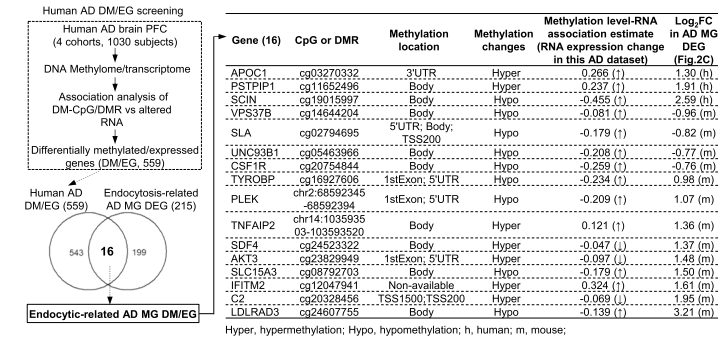 Human AD DM/EG screening
Human AD brain PFC
(4 cohorts, 1030 subjects)
DNA Methylome/transcriptome
Association analysis of
DM-CpG/DMR vs altered
RNA
Differentially methylated/expressed
genes (DM/EG, 559)
Human AD
DM/EG (559)
Endocytosis-related
AD MG DEG (215)
543 16 199
Endocytic-related AD MG DM/EG
Gene (16) CpG or DMR Methylation location Methylation changes Methylation level-RNA association estimate (RNA expression change in this AD dataset) Log2FC in AD MG DEG (Fig.2C)
APOC1 cg03270332 3'UTR Hyper 0.266 (↑) 1.30 (h)
PSTPIP1 cg11652496 Body Hyper 0.237 (↑) 1.91 (h)
SCIN cg19015997 Body Hypo -0.455 (↑) 2.59 (h)
VPS37B cg14644204 Body Hypo -0.081 (↑) -0.96 (m)
SLA cg02794695 5'UTR; Body; TSS200 Hypo -0.179 (↑) -0.82 (m)
UNC93B1 cg05463966 Body Hypo -0.208 (↑) -0.77 (m)
CSF1R cg20754844 Body Hypo -0.259 (↑) -0.76 (m)
TYROBP cg16927606 1stExon; 5'UTR Hypo -0.234 (↑) 0.98 (m)
PLEK chr2:68592345-68592394 1stExon; 5'UTR Hypo -0.209 (↑) 1.07 (m)
TNFAIP2 chr14:103593503-103593520 Body Hyper 0.121 (↑) 1.36 (m)
SDF4 cg24523322 Body Hyper -0.047 (↓) 1.37 (m)
AKT3 cg23829949 1stExon; 5'UTR Hyper -0.097 (↓) 1.48 (m)
SLC15A3 cg08792703 Body Hypo -0.179 (↑) 1.50 (m)
IFITM2 cg12047941 Non-available Hyper 0.324 (↑) 1.61 (m)
C2 cg20328456 TSS1500;TSS200 Hyper -0.069 (↓) 1.95 (m)
LDLRAD3 cg24607755 Body Hypo -0.139 (↑) 3.21 (m)
Hyper, hypermethylation; Hypo, hypomethylation; h, human; m, mouse;